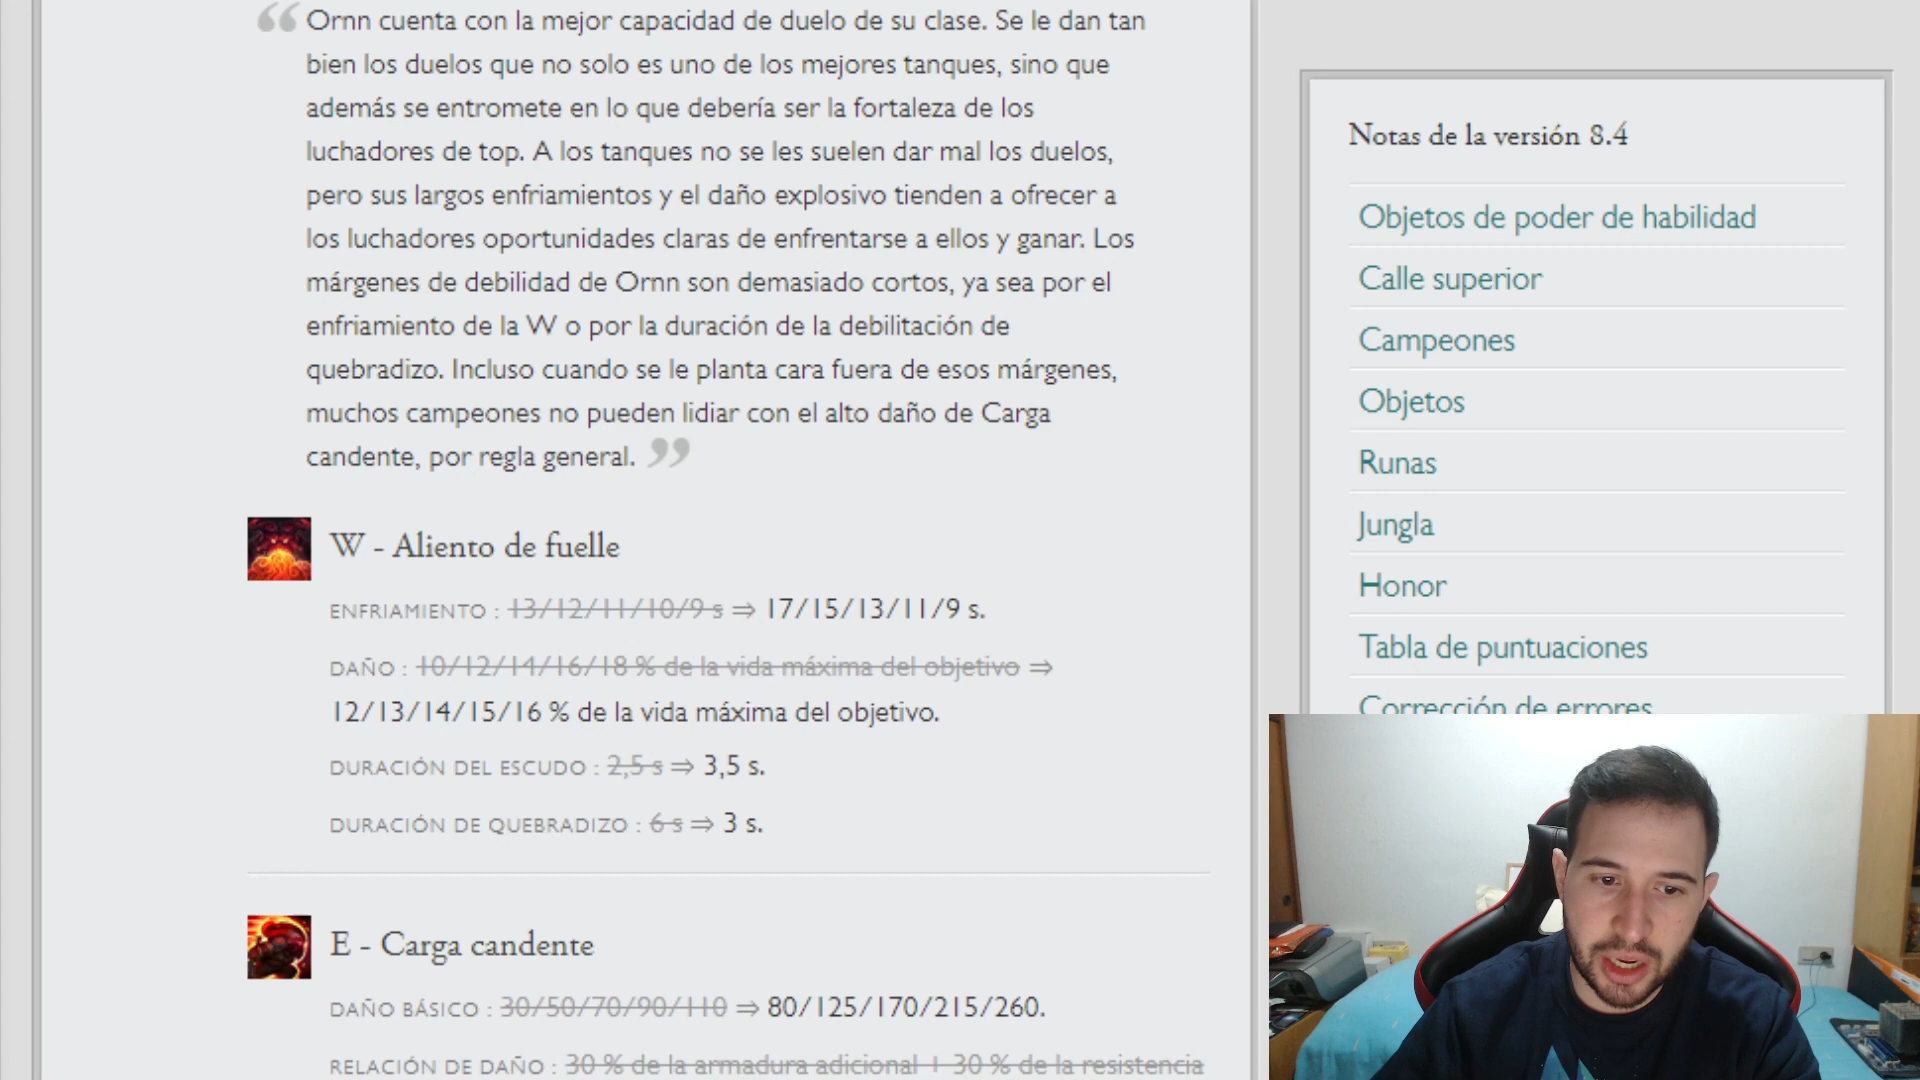 “ Ornn cuenta con la mejor capacidad de duelo de su clase. Se le dan tan
bien los duelos que no solo es uno de los mejores tanques, sino que
además se entromete en lo que debería ser la fortaleza de los
luchadores de top. A los tanques no se les suelen dar mal los duelos,
pero sus largos enfriamientos y el daño explosivo tienden a ofrecer a
los luchadores oportunidades claras de enfrentarse a ellos y ganar. Los
márgenes de debilidad de Ornn son demasiado cortos, ya sea por el
enfriamiento de la W o por la duración de la debilitación de
quebradizo. Incluso cuando se le planta cara fuera de esos márgenes,
muchos campeones no pueden lidiar con el alto daño de Carga
candente, por regla general. ”
W - Aliento de fuelle
ENFRIAMIENTO : 13/12/11/10/9 s ⇒ 17/15/13/11/9 s.
DAÑO : 10/12/14/16/18 % de la vida máxima del objetivo ⇒
12/13/14/15/16 % de la vida máxima del objetivo.
DURACIÓN DEL ESCUDO : 2,5 s ⇒ 3,5 s.
DURACIÓN DE QUEBRADIZO : 6 s ⇒ 3 s.
E - Carga candente
DAÑO BÁSICO : 30/50/70/90/110 ⇒ 80/125/170/215/260.
RELACIÓN DE DAÑO : 30 % de la armadura adicional + 30 % de la resistencia
Notas de la versión 8.4
Objetos de poder de habilidad
Calle superior
Campeones
Objetos
Runas
Jungla
Honor
Tabla de puntuaciones
Corrección de errores